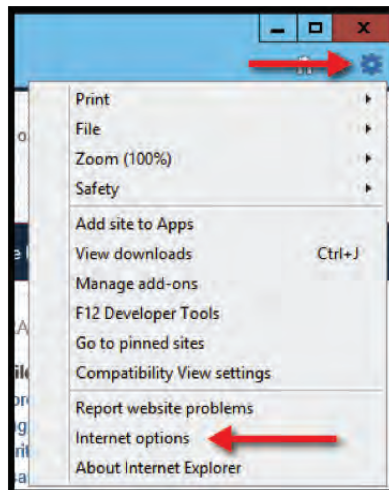 Print
File
Zoom (100%)
Safety
Add site to Apps
View downloads Ctrl+J
Manage add-ons
F12 Developer Tools
Go to pinned sites
Compatibility View settings
Report website problems
Internet options
About Internet Explorer